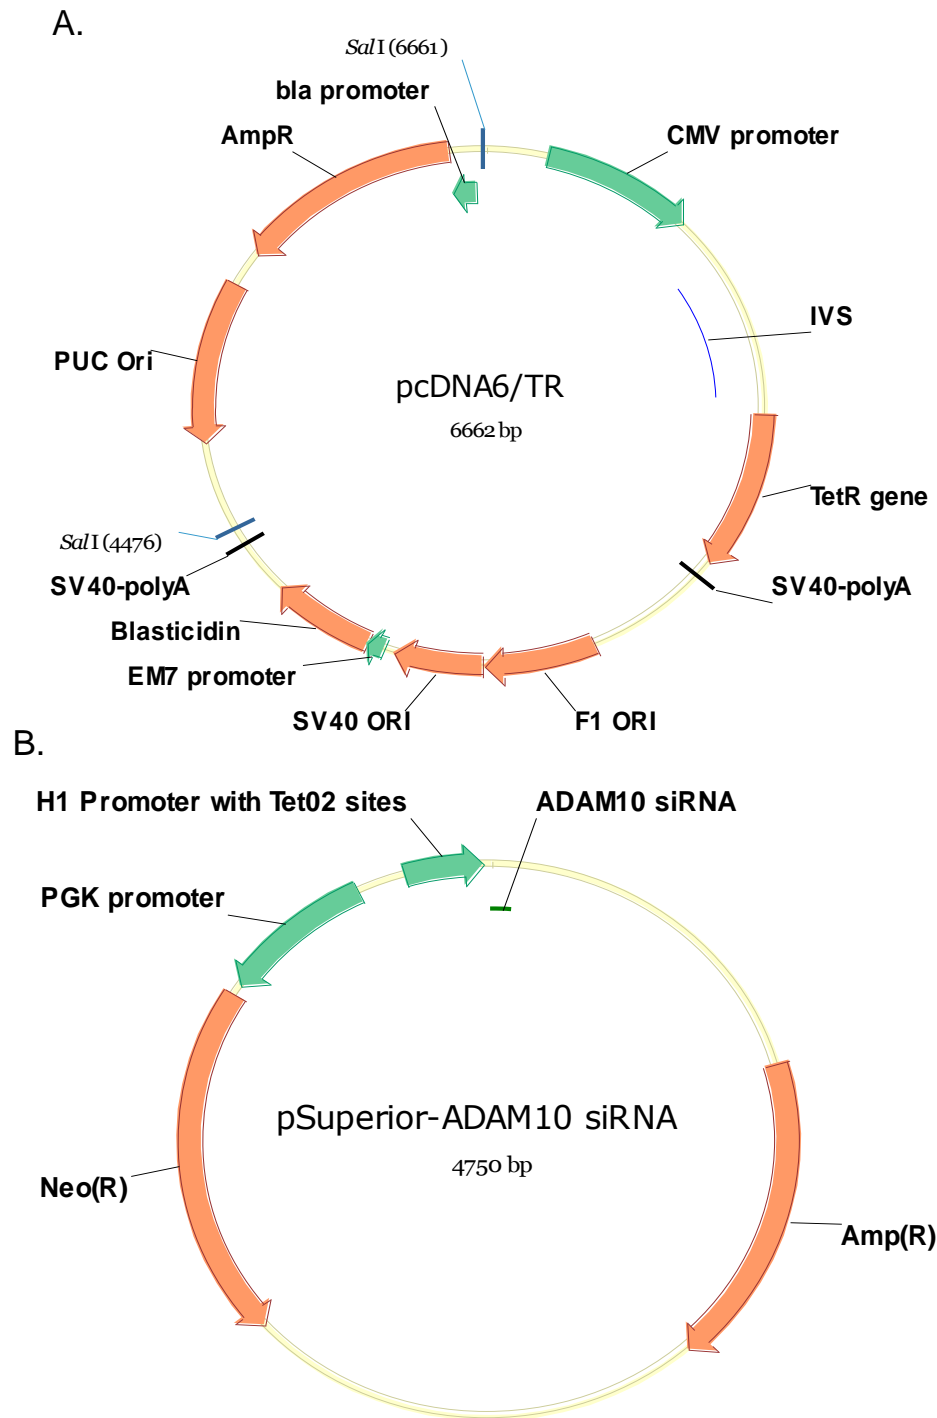 A.
SalI (6661)
bla promoter
AmpR
CMV promoter
IVS
PUC Ori
pcDNA6/TR
6662 bp
TetR gene
SalI (4476)
SV40-polyA
SV40-polyA
Blasticidin
EM7 promoter
SV40 ORI
F1 ORI
B.
H1 Promoter with Tet02 sites
ADAM10 siRNA
PGK promoter
pSuperior-ADAM10 siRNA
4750 bp
Neo(R)
Amp(R)